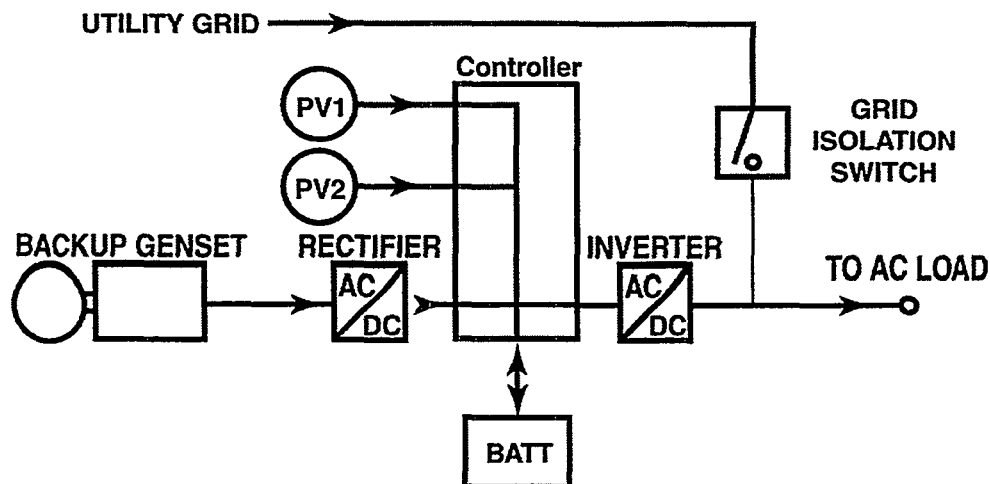 UTILITY GRID
Controller
PV1
GRID
ISOLATION
SWITCH
PV2
BACKUP GENSET
RECTIFIER
INVERTER
TO AC LOAD
AC
DC
AC
DC
BATT